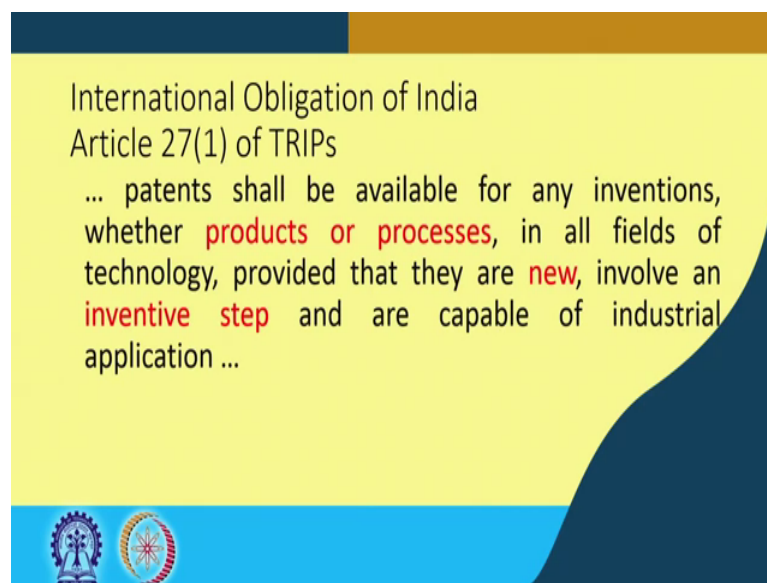 International Obligation of India
Article 27(1) of TRIPs
... patents shall be available for any inventions,
whether products or processes, in all fields of
technology, provided that they are new, involve an
inventive step and are capable of industrial
application ...